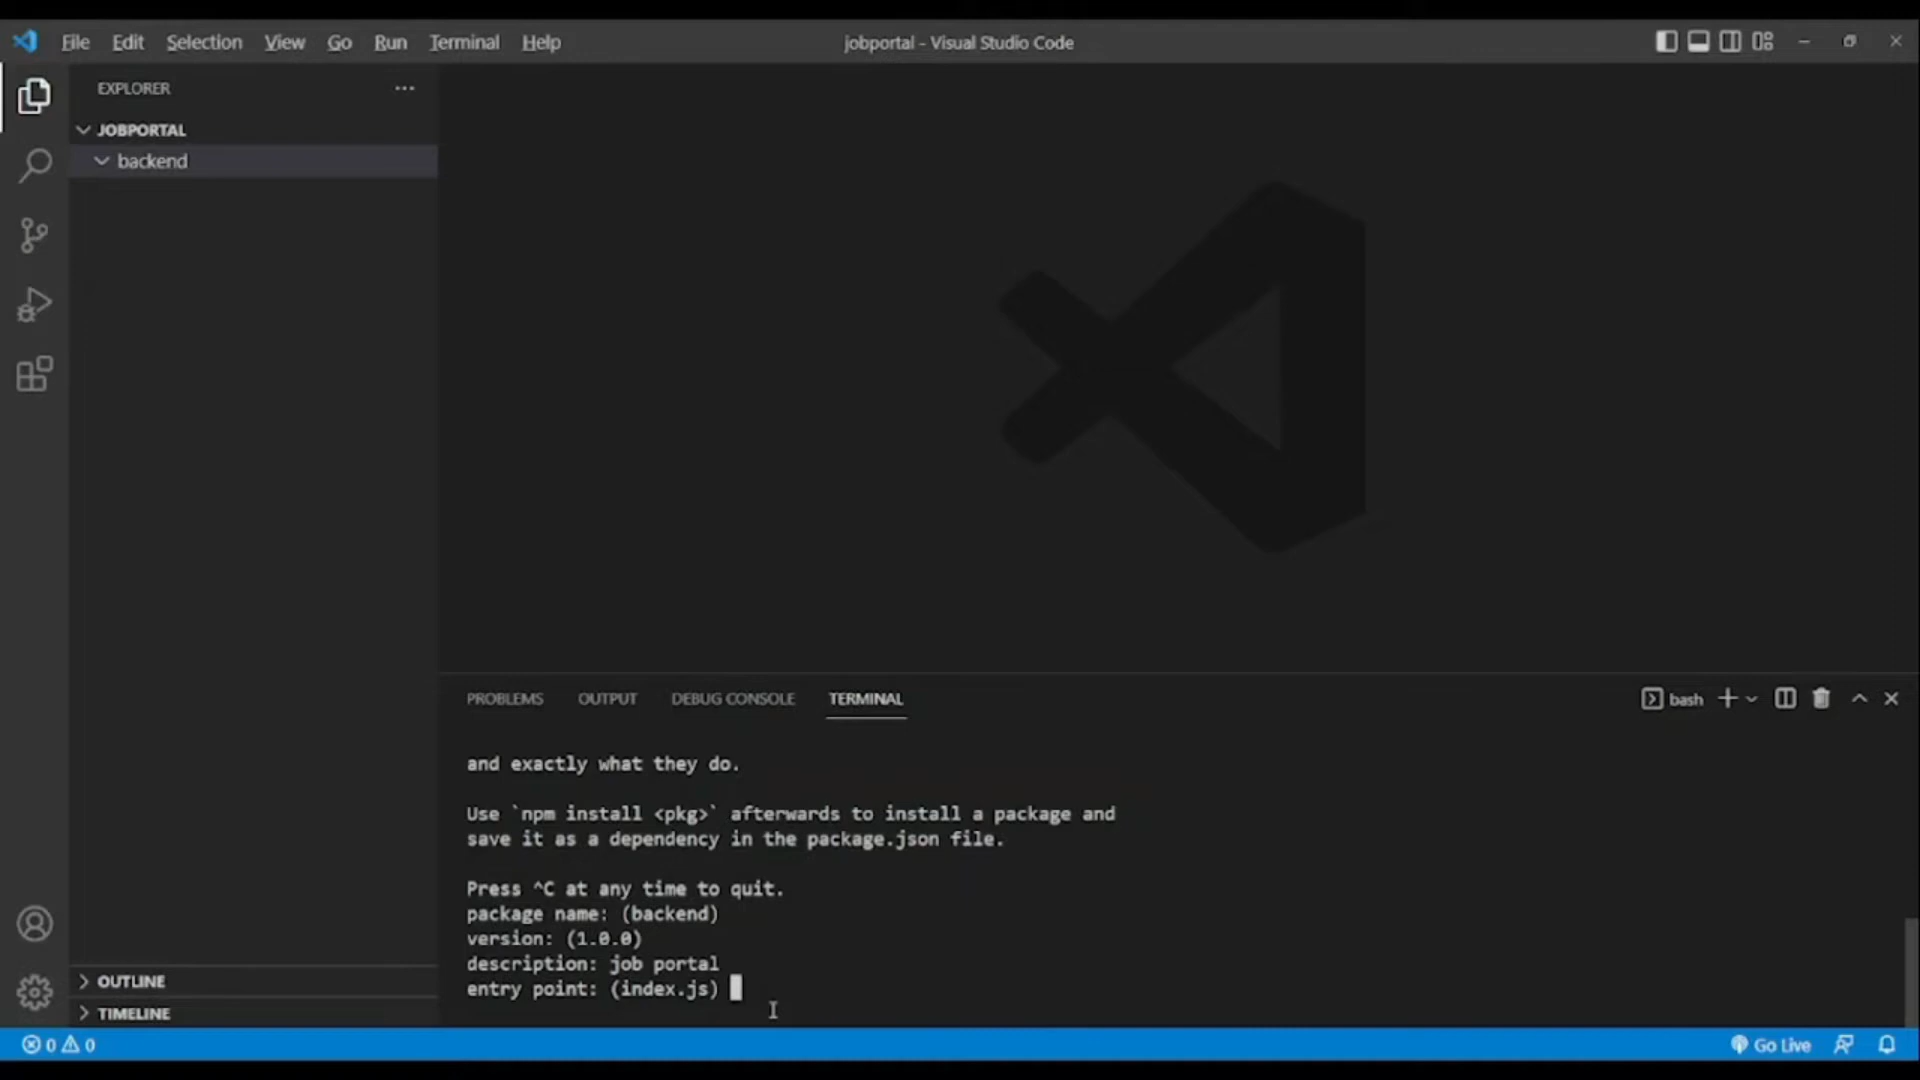 File Edit Selection View Go Run Terminal Help
jobportal - Visual Studio Code
EXPLORER
JOBPORTAL
backend
PROBLEMS OUTPUT DEBUG CONSOLE TERMINAL
bash
and exactly what they do.
Use `npm install <pkg>` afterwards to install a package and
save it as a dependency in the package.json file.
Press ^C at any time to quit.
package name: (backend)
version: (1.0.0)
description: job portal
entry point: (index.js)
OUTLINE
TIMELINE
0 0
Go Live